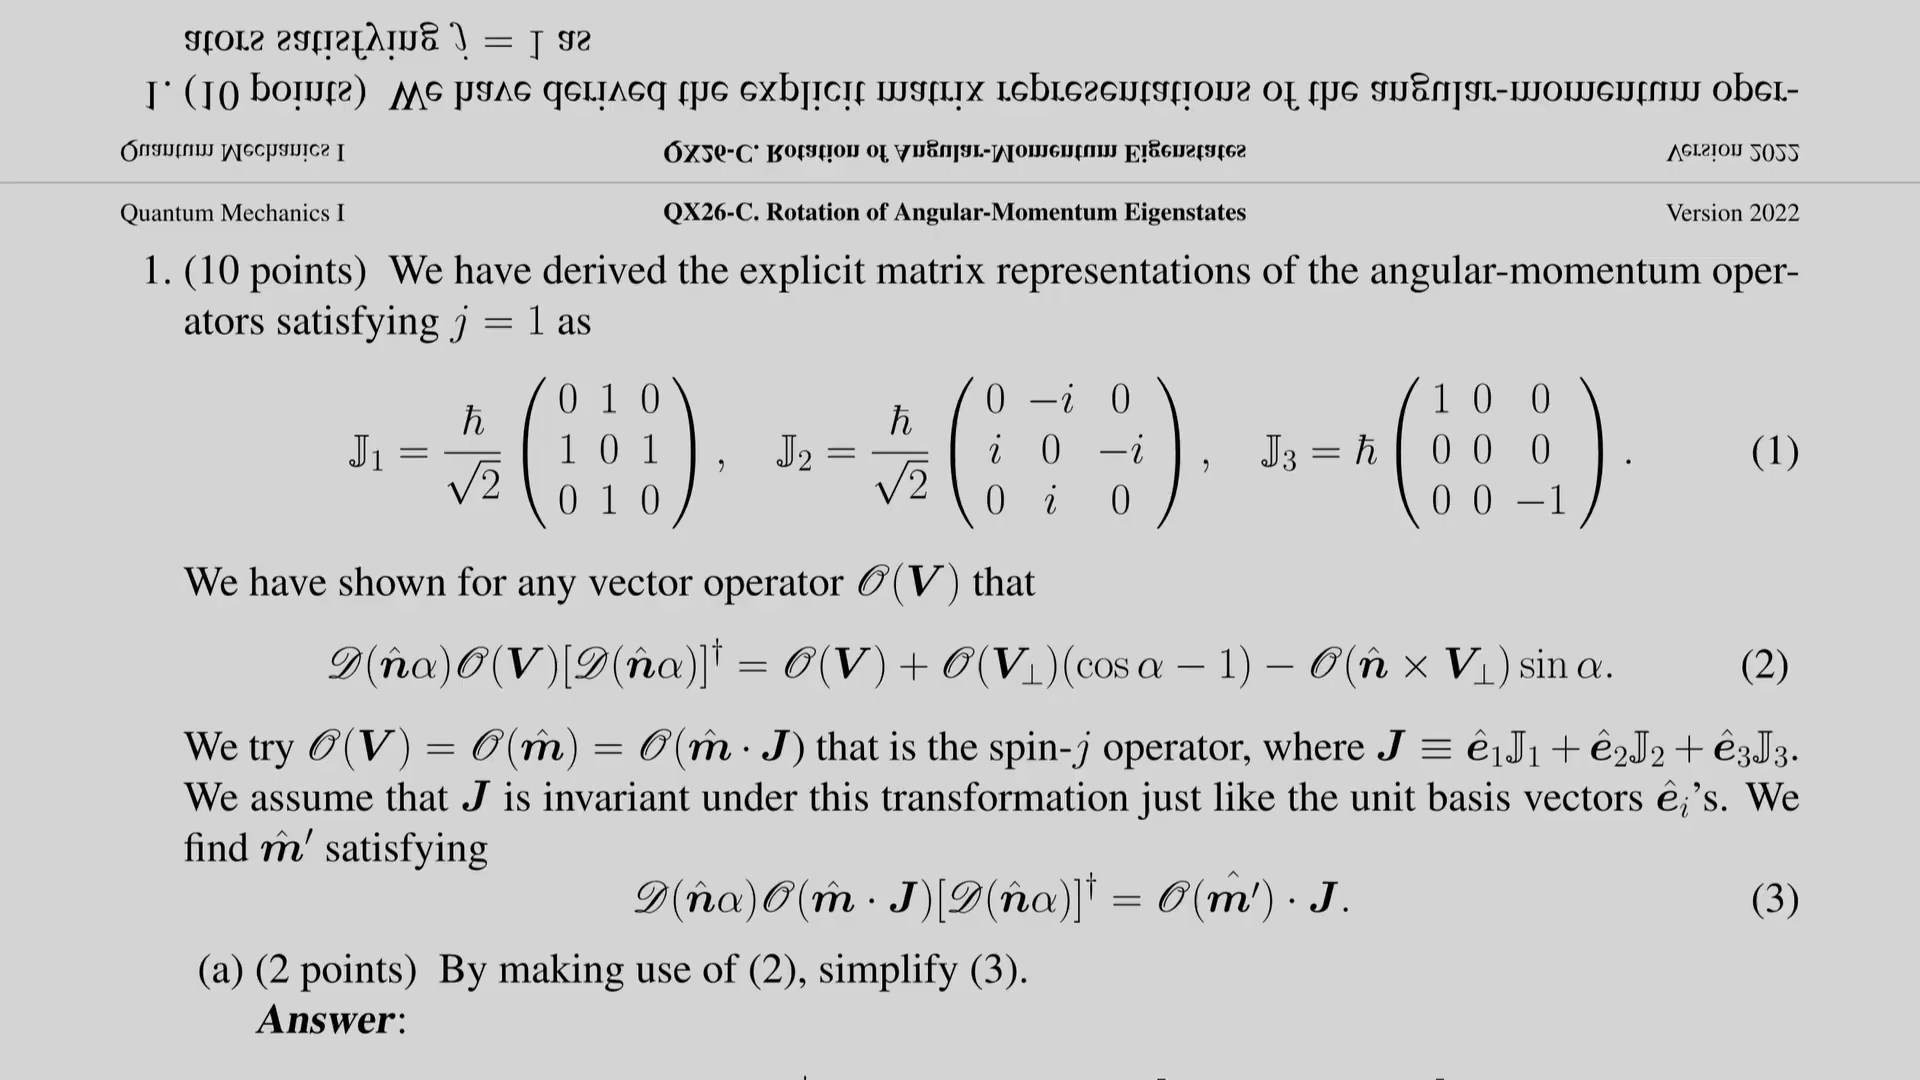 ators satisfying j = 1 as
1. (10 points) We have derived the explicit matrix representations of the angular-momentum oper-
Quantum Mechanics I QX26-C. Rotation of Angular-Momentum Eigenstates Version 2022
Quantum Mechanics I QX26-C. Rotation of Angular-Momentum Eigenstates Version 2022
1. (10 points) We have derived the explicit matrix representations of the angular-momentum oper-
ators satisfying j = 1 as
𝕁₁ = ħ/√2 ( 0 1 0 ; 1 0 1 ; 0 1 0 ), 𝕁₂ = ħ/√2 ( 0 −i 0 ; i 0 −i ; 0 i 0 ), 𝕁₃ = ħ ( 1 0 0 ; 0 0 0 ; 0 0 −1 ). (1)
We have shown for any vector operator 𝒪(V) that
𝒟(n̂α)𝒪(V)[𝒟(n̂α)]† = 𝒪(V) + 𝒪(V⊥)(cos α − 1) − 𝒪(n̂ × V⊥) sin α. (2)
We try 𝒪(V) = 𝒪(m̂) = 𝒪(m̂ · J) that is the spin-j operator, where J ≡ ê₁𝕁₁ + ê₂𝕁₂ + ê₃𝕁₃.
We assume that J is invariant under this transformation just like the unit basis vectors êᵢ's. We
find m̂′ satisfying
𝒟(n̂α)𝒪(m̂ · J)[𝒟(n̂α)]† = 𝒪(m̂′) · J. (3)
(a) (2 points) By making use of (2), simplify (3).
Answer: